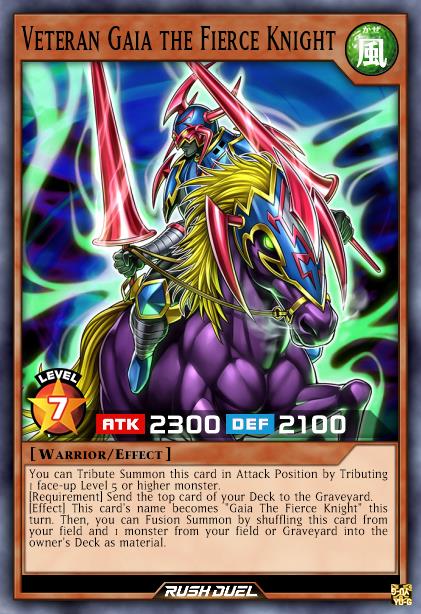 VETERAN GAIA THE FIERCE KNIGHT
かぜ
風
LEVEL
7
ATK 2300 DEF 2100
[ WARRIOR/EFFECT ]
You can Tribute Summon this card in Attack Position by Tributing
1 face-up Level 5 or higher monster.
[Requirement] Send the top card of your Deck to the Graveyard.
[Effect] This card's name becomes "Gaia The Fierce Knight" this
turn. Then, you can Fusion Summon by shuffling this card from
your field and 1 monster from your field or Graveyard into the
owner's Deck as material.
RUSH DUEL